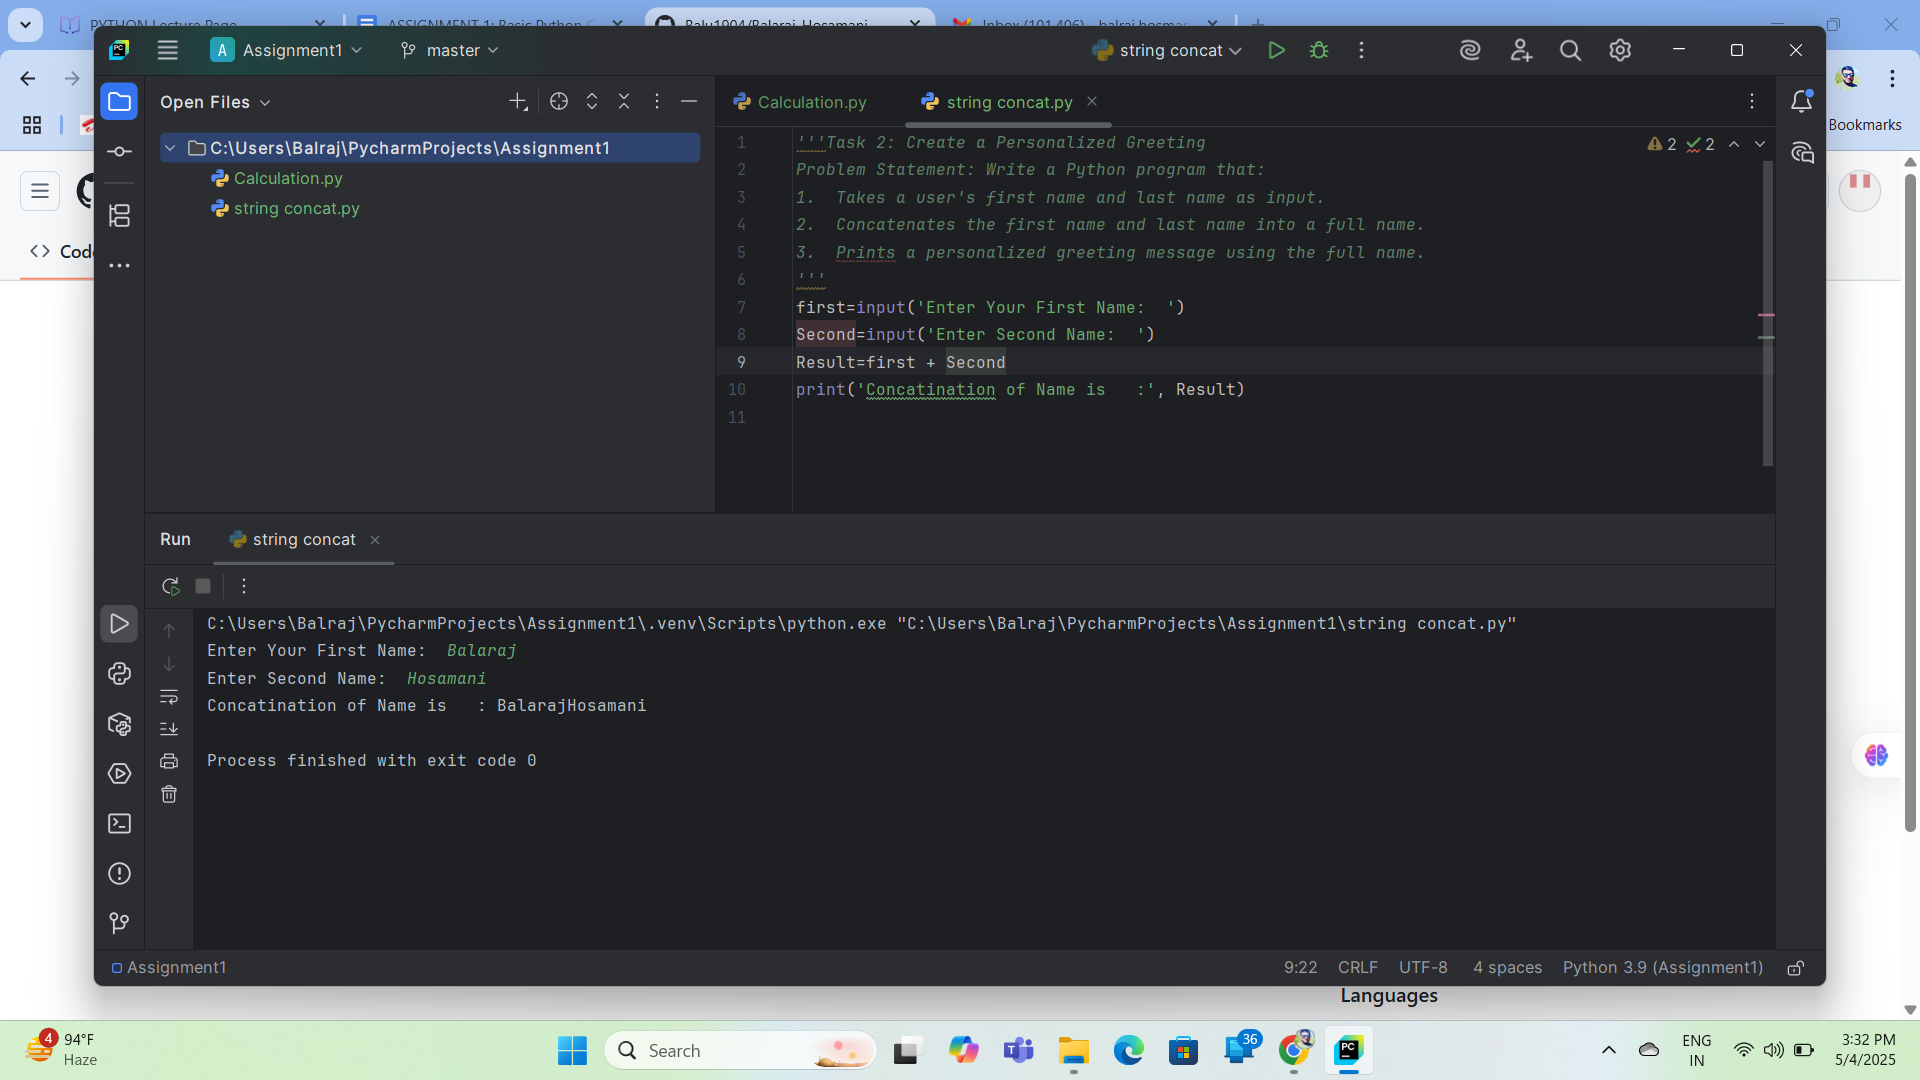 PYTHON Lecture Page
ASSIGNMENT 1: Basic Python C
Balu1904/Balaraj_Hosamani
Inbox (101,406) - balraj.hosma
Bookmarks
Code
PC
A Assignment1
master
string concat
Open Files
Calculation.py
string concat.py
C:\Users\Balraj\PycharmProjects\Assignment1
Calculation.py
string concat.py
1 '''Task 2: Create a Personalized Greeting
2 Problem Statement: Write a Python program that:
3 1.  Takes a user's first name and last name as input.
4 2.  Concatenates the first name and last name into a full name.
5 3.  Prints a personalized greeting message using the full name.
6 '''
7 first=input('Enter Your First Name:  ')
8 Second=input('Enter Second Name:  ')
9 Result=first + Second
10 print('Concatination of Name is   :', Result)
11
2 2
Run
string concat
C:\Users\Balraj\PycharmProjects\Assignment1\.venv\Scripts\python.exe "C:\Users\Balraj\PycharmProjects\Assignment1\string concat.py"
Enter Your First Name:  Balaraj
Enter Second Name:  Hosamani
Concatination of Name is   : BalarajHosamani
Process finished with exit code 0
Assignment1
9:22 CRLF UTF-8 4 spaces Python 3.9 (Assignment1)
Languages
4
94°F
Haze
Search
36
PC
ENG
IN
3:32 PM
5/4/2025